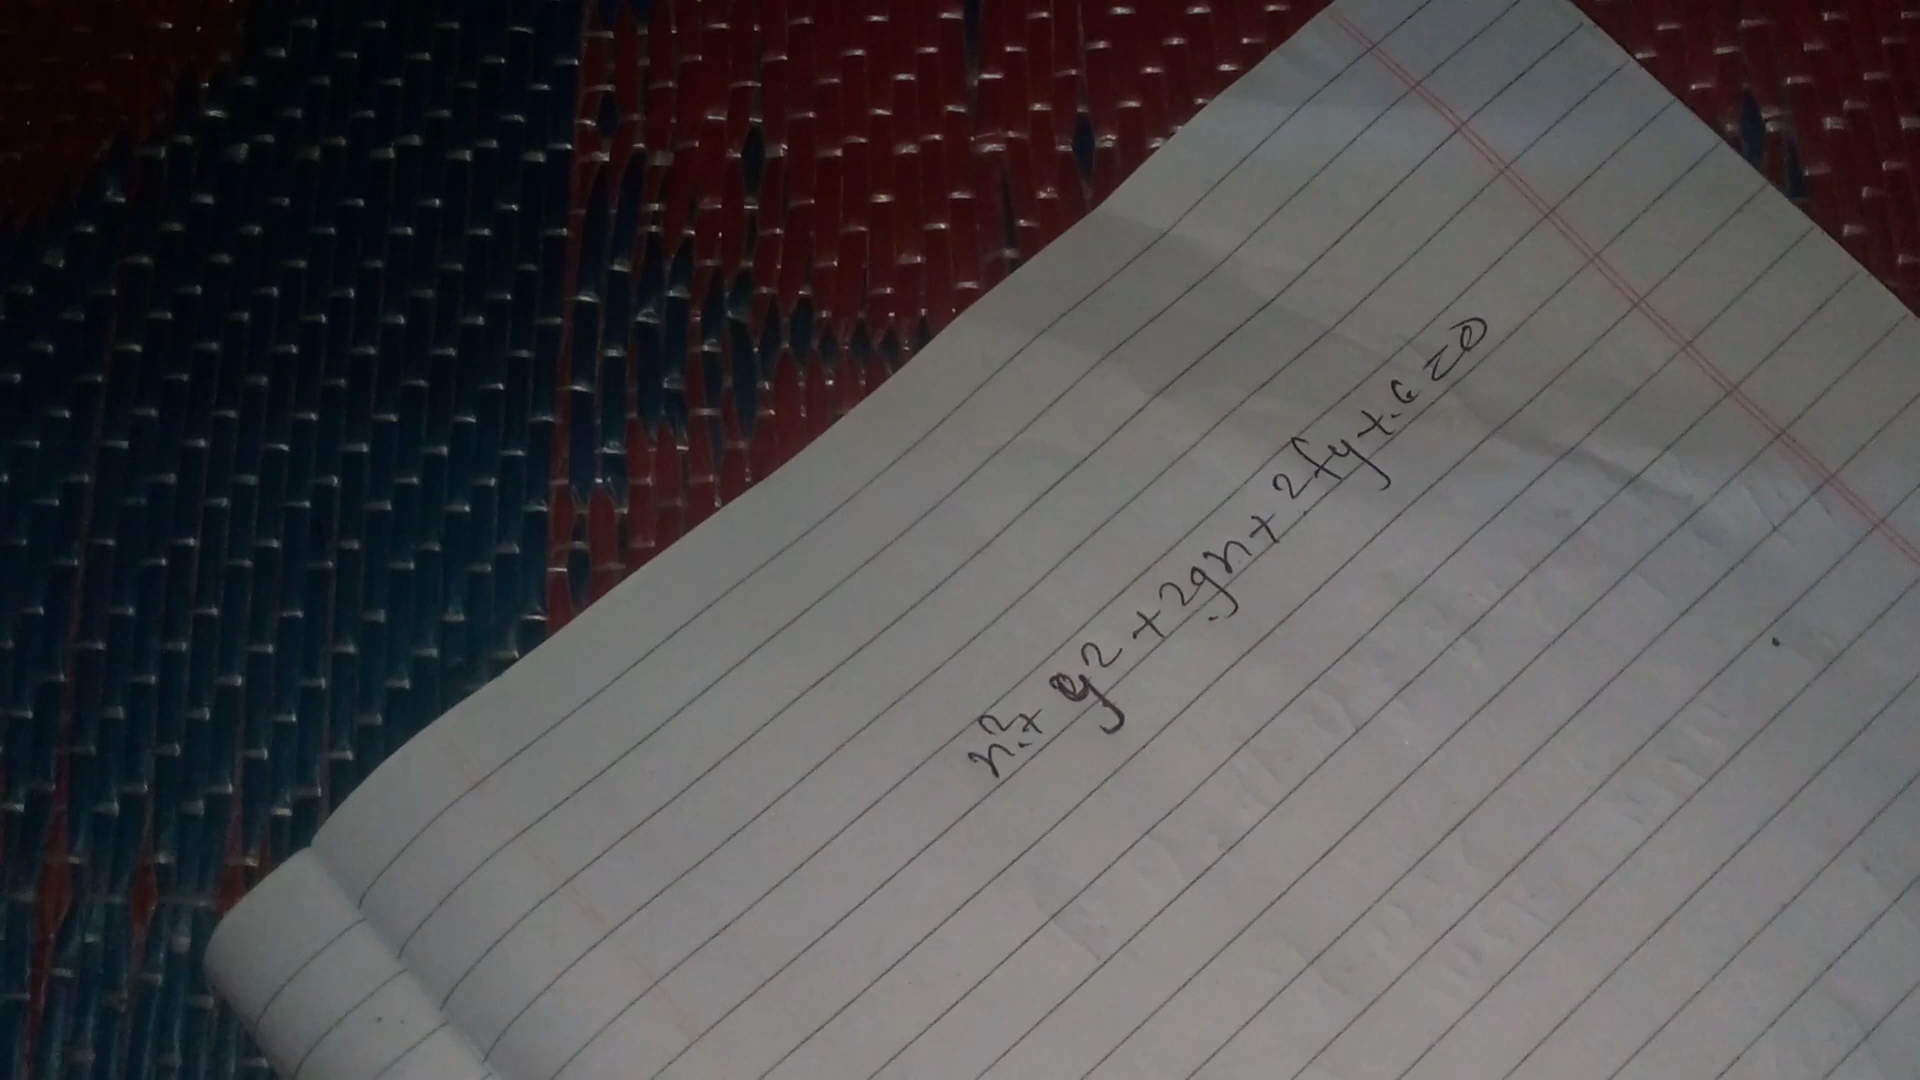 x² + y² + 2gx + 2fy + c = 0